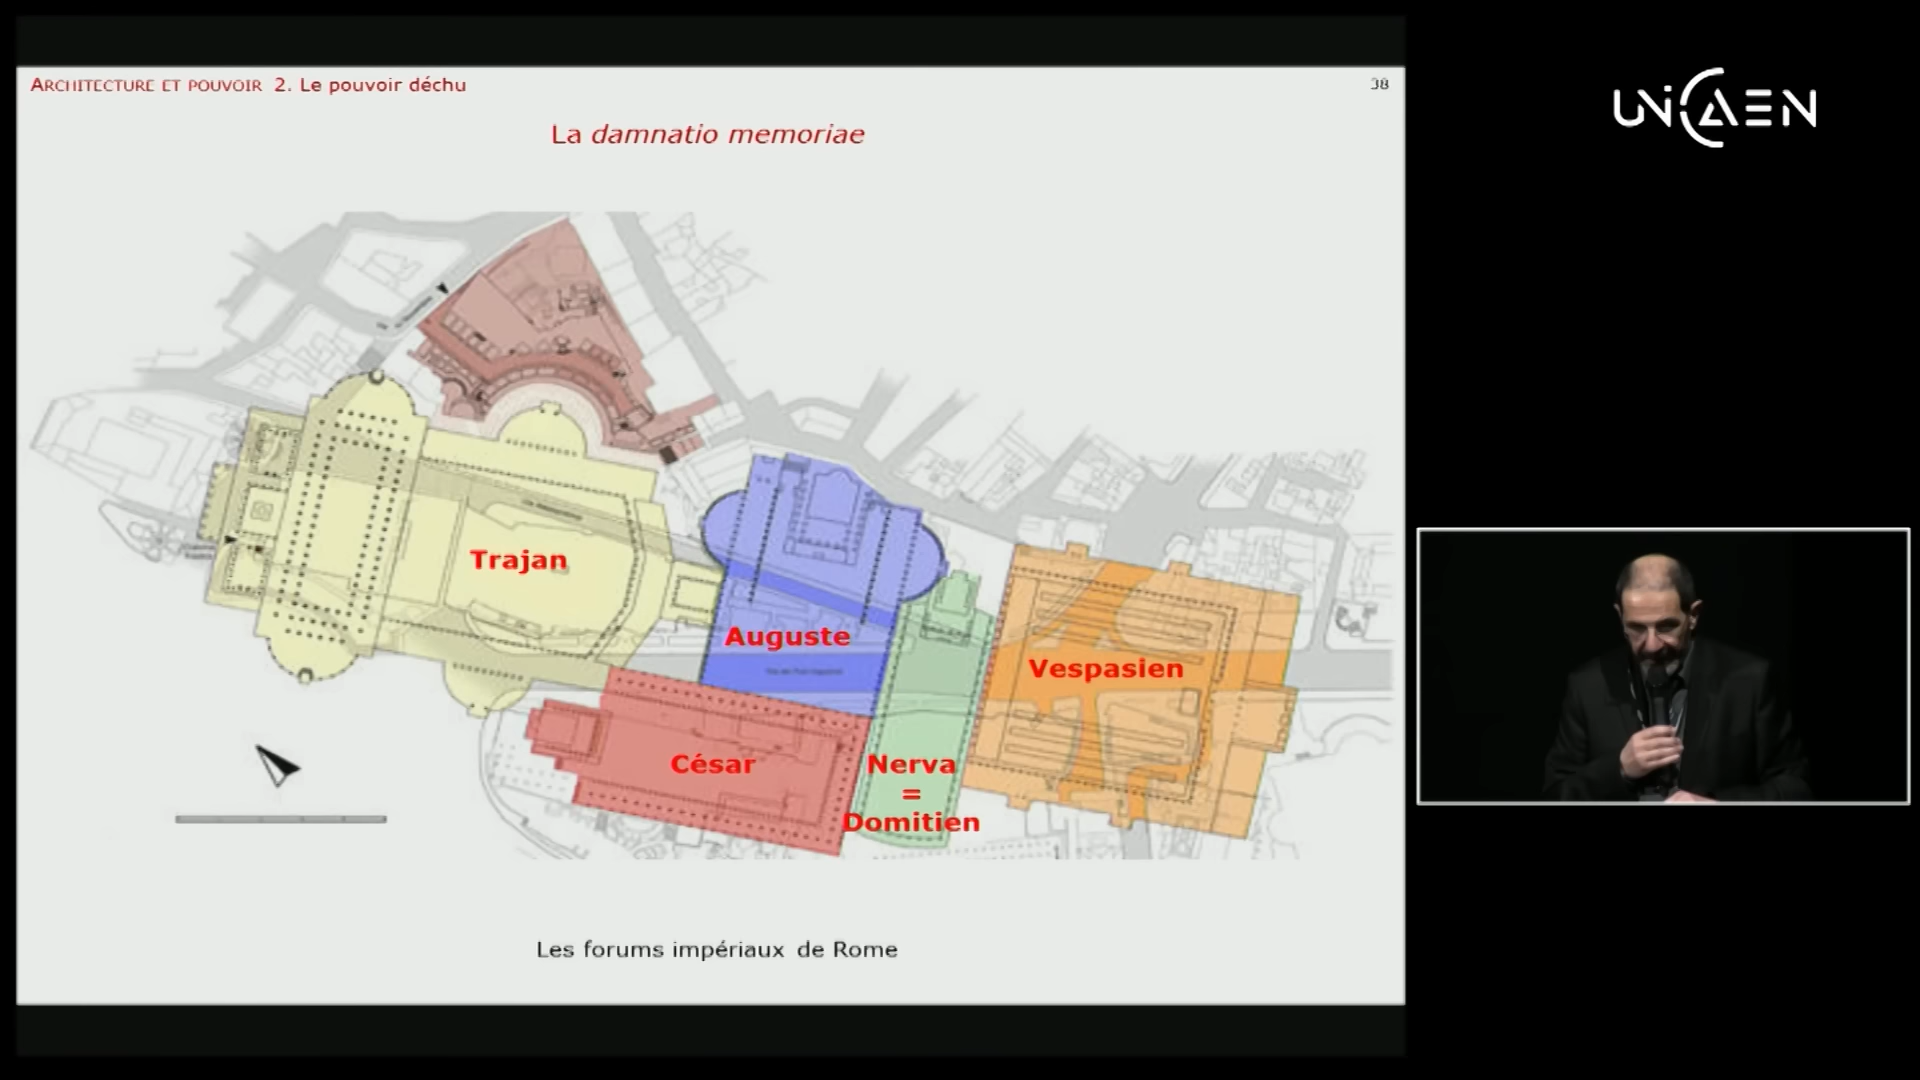 ARCHITECTURE ET POUVOIR 2. Le pouvoir déchu
38
La damnatio memoriae
Trajan
Auguste
Vespasien
César
Nerva
=
Domitien
Les forums impériaux de Rome
UNICAEN